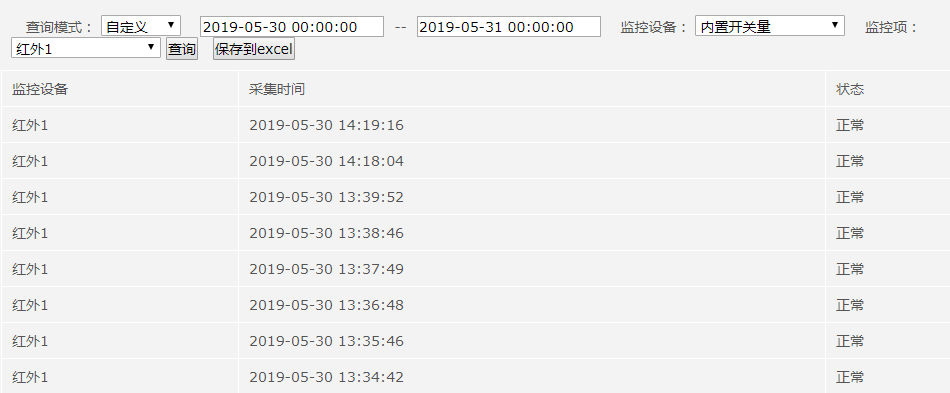 查询模式： 自定义 2019-05-30 00:00:00 -- 2019-05-31 00:00:00 监控设备： 内置开关量 监控项：
红外1 查询 保存到excel
监控设备 采集时间 状态
红外1 2019-05-30 14:19:16 正常
红外1 2019-05-30 14:18:04 正常
红外1 2019-05-30 13:39:52 正常
红外1 2019-05-30 13:38:46 正常
红外1 2019-05-30 13:37:49 正常
红外1 2019-05-30 13:36:48 正常
红外1 2019-05-30 13:35:46 正常
红外1 2019-05-30 13:34:42 正常